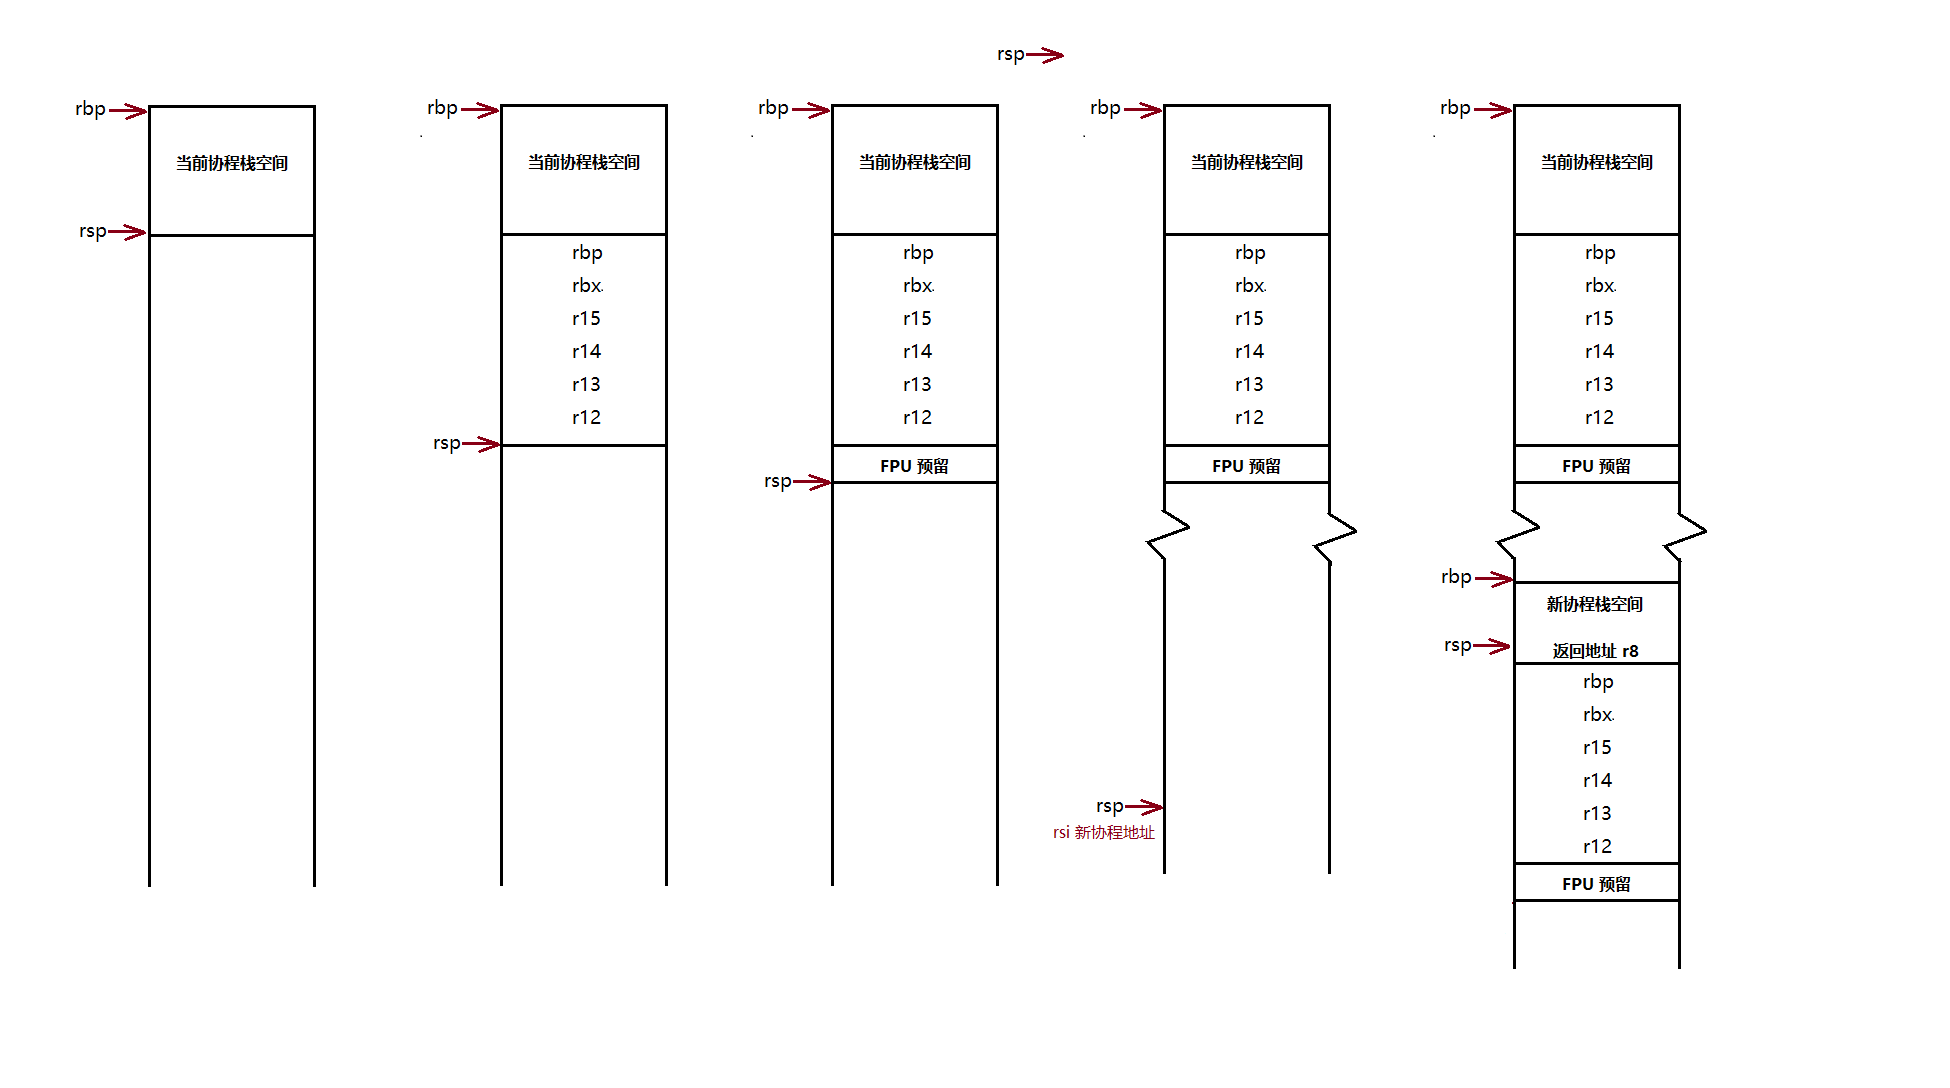 rsp
rbp
当前协程栈空间
rsp
rbp
当前协程栈空间
rbp
rbx.
r15
r14
r13
r12
rsp
rbp
当前协程栈空间
rbp
rbx.
r15
r14
r13
r12
FPU 预留
rsp
rbp
当前协程栈空间
rbp
rbx.
r15
r14
r13
r12
FPU 预留
rsp
rsi 新协程地址
rbp
当前协程栈空间
rbp
rbx.
r15
r14
r13
r12
FPU 预留
rbp
新协程栈空间
rsp
返回地址 r8
rbp
rbx.
r15
r14
r13
r12
FPU 预留